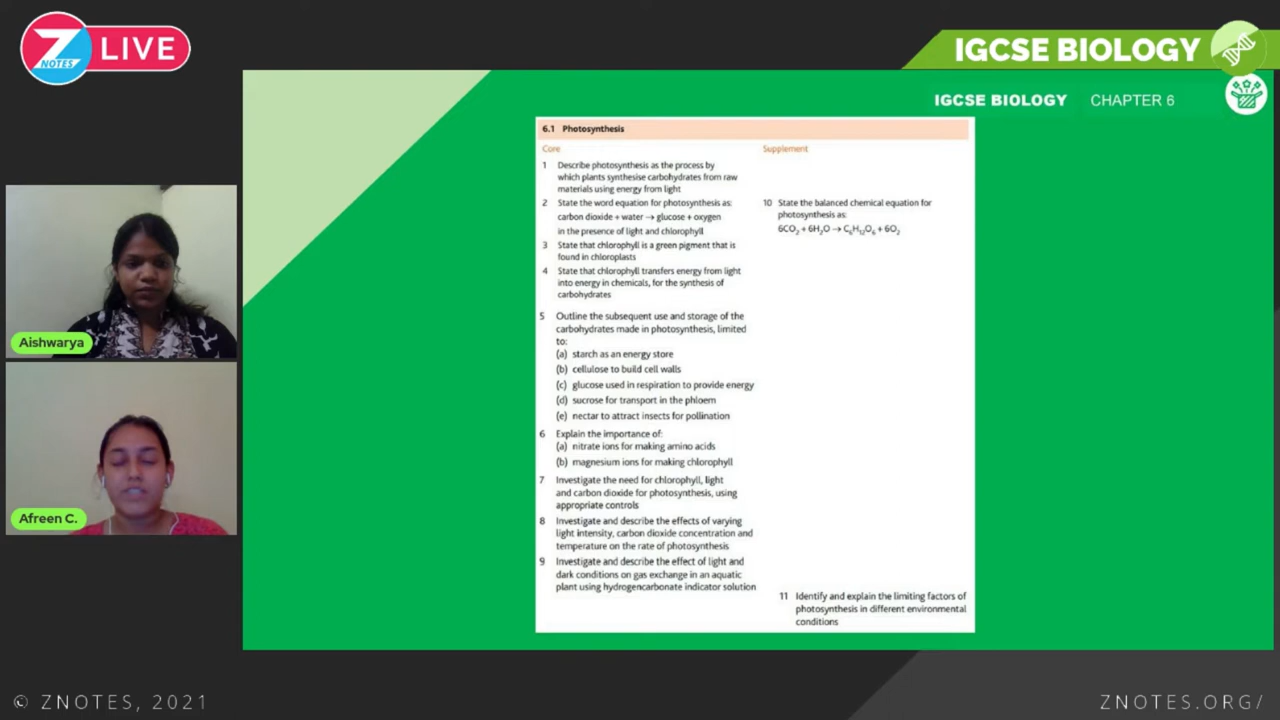 Z NOTES LIVE
IGCSE BIOLOGY
IGCSE BIOLOGY CHAPTER 6
6.1 Photosynthesis
Core
1 Describe photosynthesis as the process by
which plants synthesise carbohydrates from raw
materials using energy from light
2 State the word equation for photosynthesis as:
carbon dioxide + water → glucose + oxygen
in the presence of light and chlorophyll
3 State that chlorophyll is a green pigment that is
found in chloroplasts
4 State that chlorophyll transfers energy from light
into energy in chemicals, for the synthesis of
carbohydrates
5 Outline the subsequent use and storage of the
carbohydrates made in photosynthesis, limited
to:
(a) starch as an energy store
(b) cellulose to build cell walls
(c) glucose used in respiration to provide energy
(d) sucrose for transport in the phloem
(e) nectar to attract insects for pollination
6 Explain the importance of:
(a) nitrate ions for making amino acids
(b) magnesium ions for making chlorophyll
7 Investigate the need for chlorophyll, light
and carbon dioxide for photosynthesis, using
appropriate controls
8 Investigate and describe the effects of varying
light intensity, carbon dioxide concentration and
temperature on the rate of photosynthesis
9 Investigate and describe the effect of light and
dark conditions on gas exchange in an aquatic
plant using hydrogencarbonate indicator solution
Supplement
10 State the balanced chemical equation for
photosynthesis as:
6CO₂ + 6H₂O → C₆H₁₂O₆ + 6O₂
11 Identify and explain the limiting factors of
photosynthesis in different environmental
conditions
Aishwarya
Afreen C.
© ZNOTES, 2021
ZNOTES.ORG/